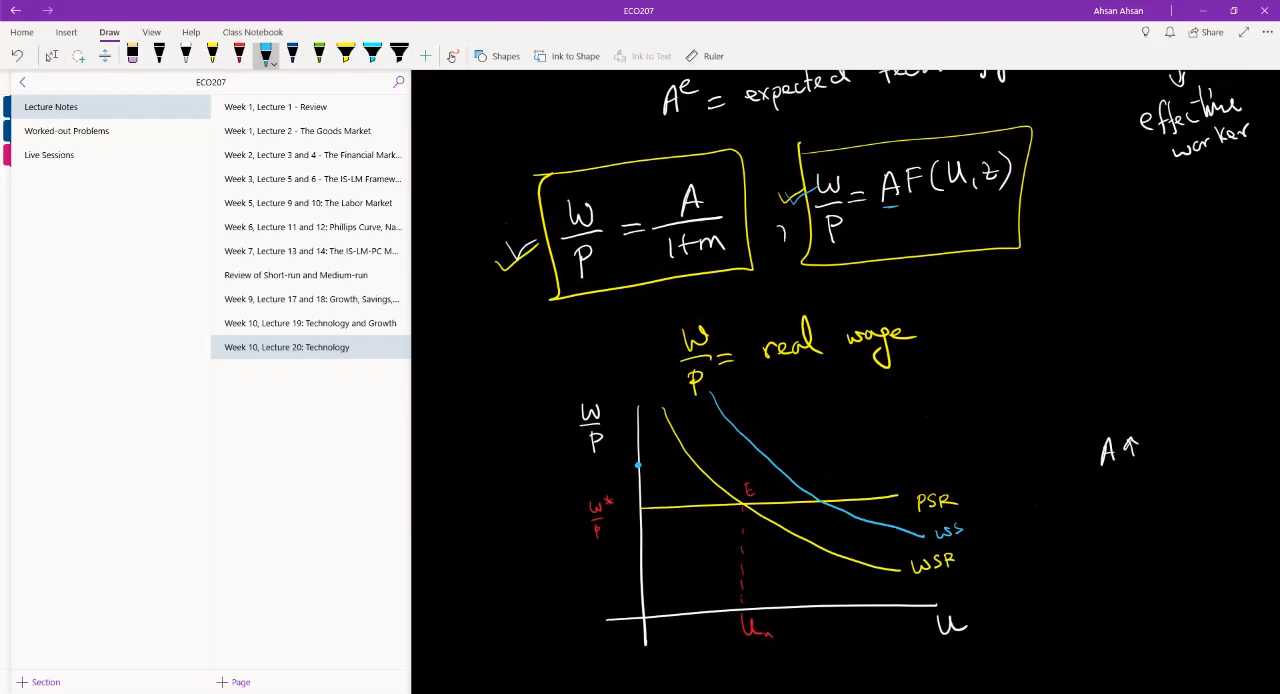 ECO207
Ahsan Ahsan
Home Insert Draw View Help Class Notebook
Share
Shapes Ink to Shape Ink to Text Ruler
ECO207
Lecture Notes
Worked-out Problems
Live Sessions
Week 1, Lecture 1 - Review
Week 1, Lecture 2 - The Goods Market
Week 2, Lecture 3 and 4 - The Financial Mark...
Week 3, Lecture 5 and 6 - The IS-LM Framew...
Week 5, Lecture 9 and 10: The Labor Market
Week 6, Lecture 11 and 12: Phillips Curve, Na...
Week 7, Lecture 13 and 14: The IS-LM-PC M...
Review of Short-run and Medium-run
Week 9, Lecture 17 and 18: Growth, Savings,...
Week 10, Lecture 19: Technology and Growth
Week 10, Lecture 20: Technology
+ Section
+ Page
A^e = expected
effective
worker
W/P = A/(1+m) , W/P = A F(u, z)
W/P = real wage
W/P
A↑
W*/P
E
PSR
WS
WSR
u_n
u